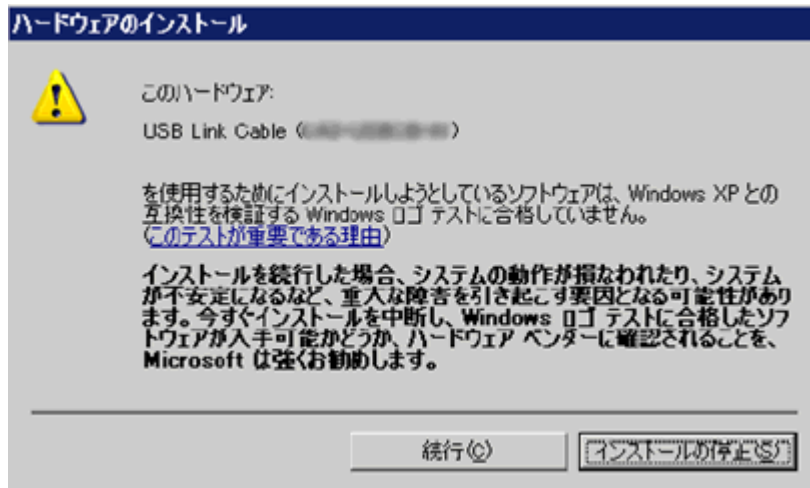 ハードウェアのインストール
このハードウェア:
USB Link Cable ( )
を使用するためにインストールしようとしているソフトウェアは、Windows XP との
互換性を検証する Windows ロゴ テストに合格していません。
(このテストが重要である理由)
インストールを続行した場合、システムの動作が損なわれたり、システム
が不安定になるなど、重大な障害を引き起こす要因となる可能性があり
ます。今すぐインストールを中断し、Windows ロゴ テストに合格したソフ
トウェアが入手可能かどうか、ハードウェア ベンダーに確認されることを、
Microsoft は強くお勧めします。
続行(C)
インストールの停止(S)